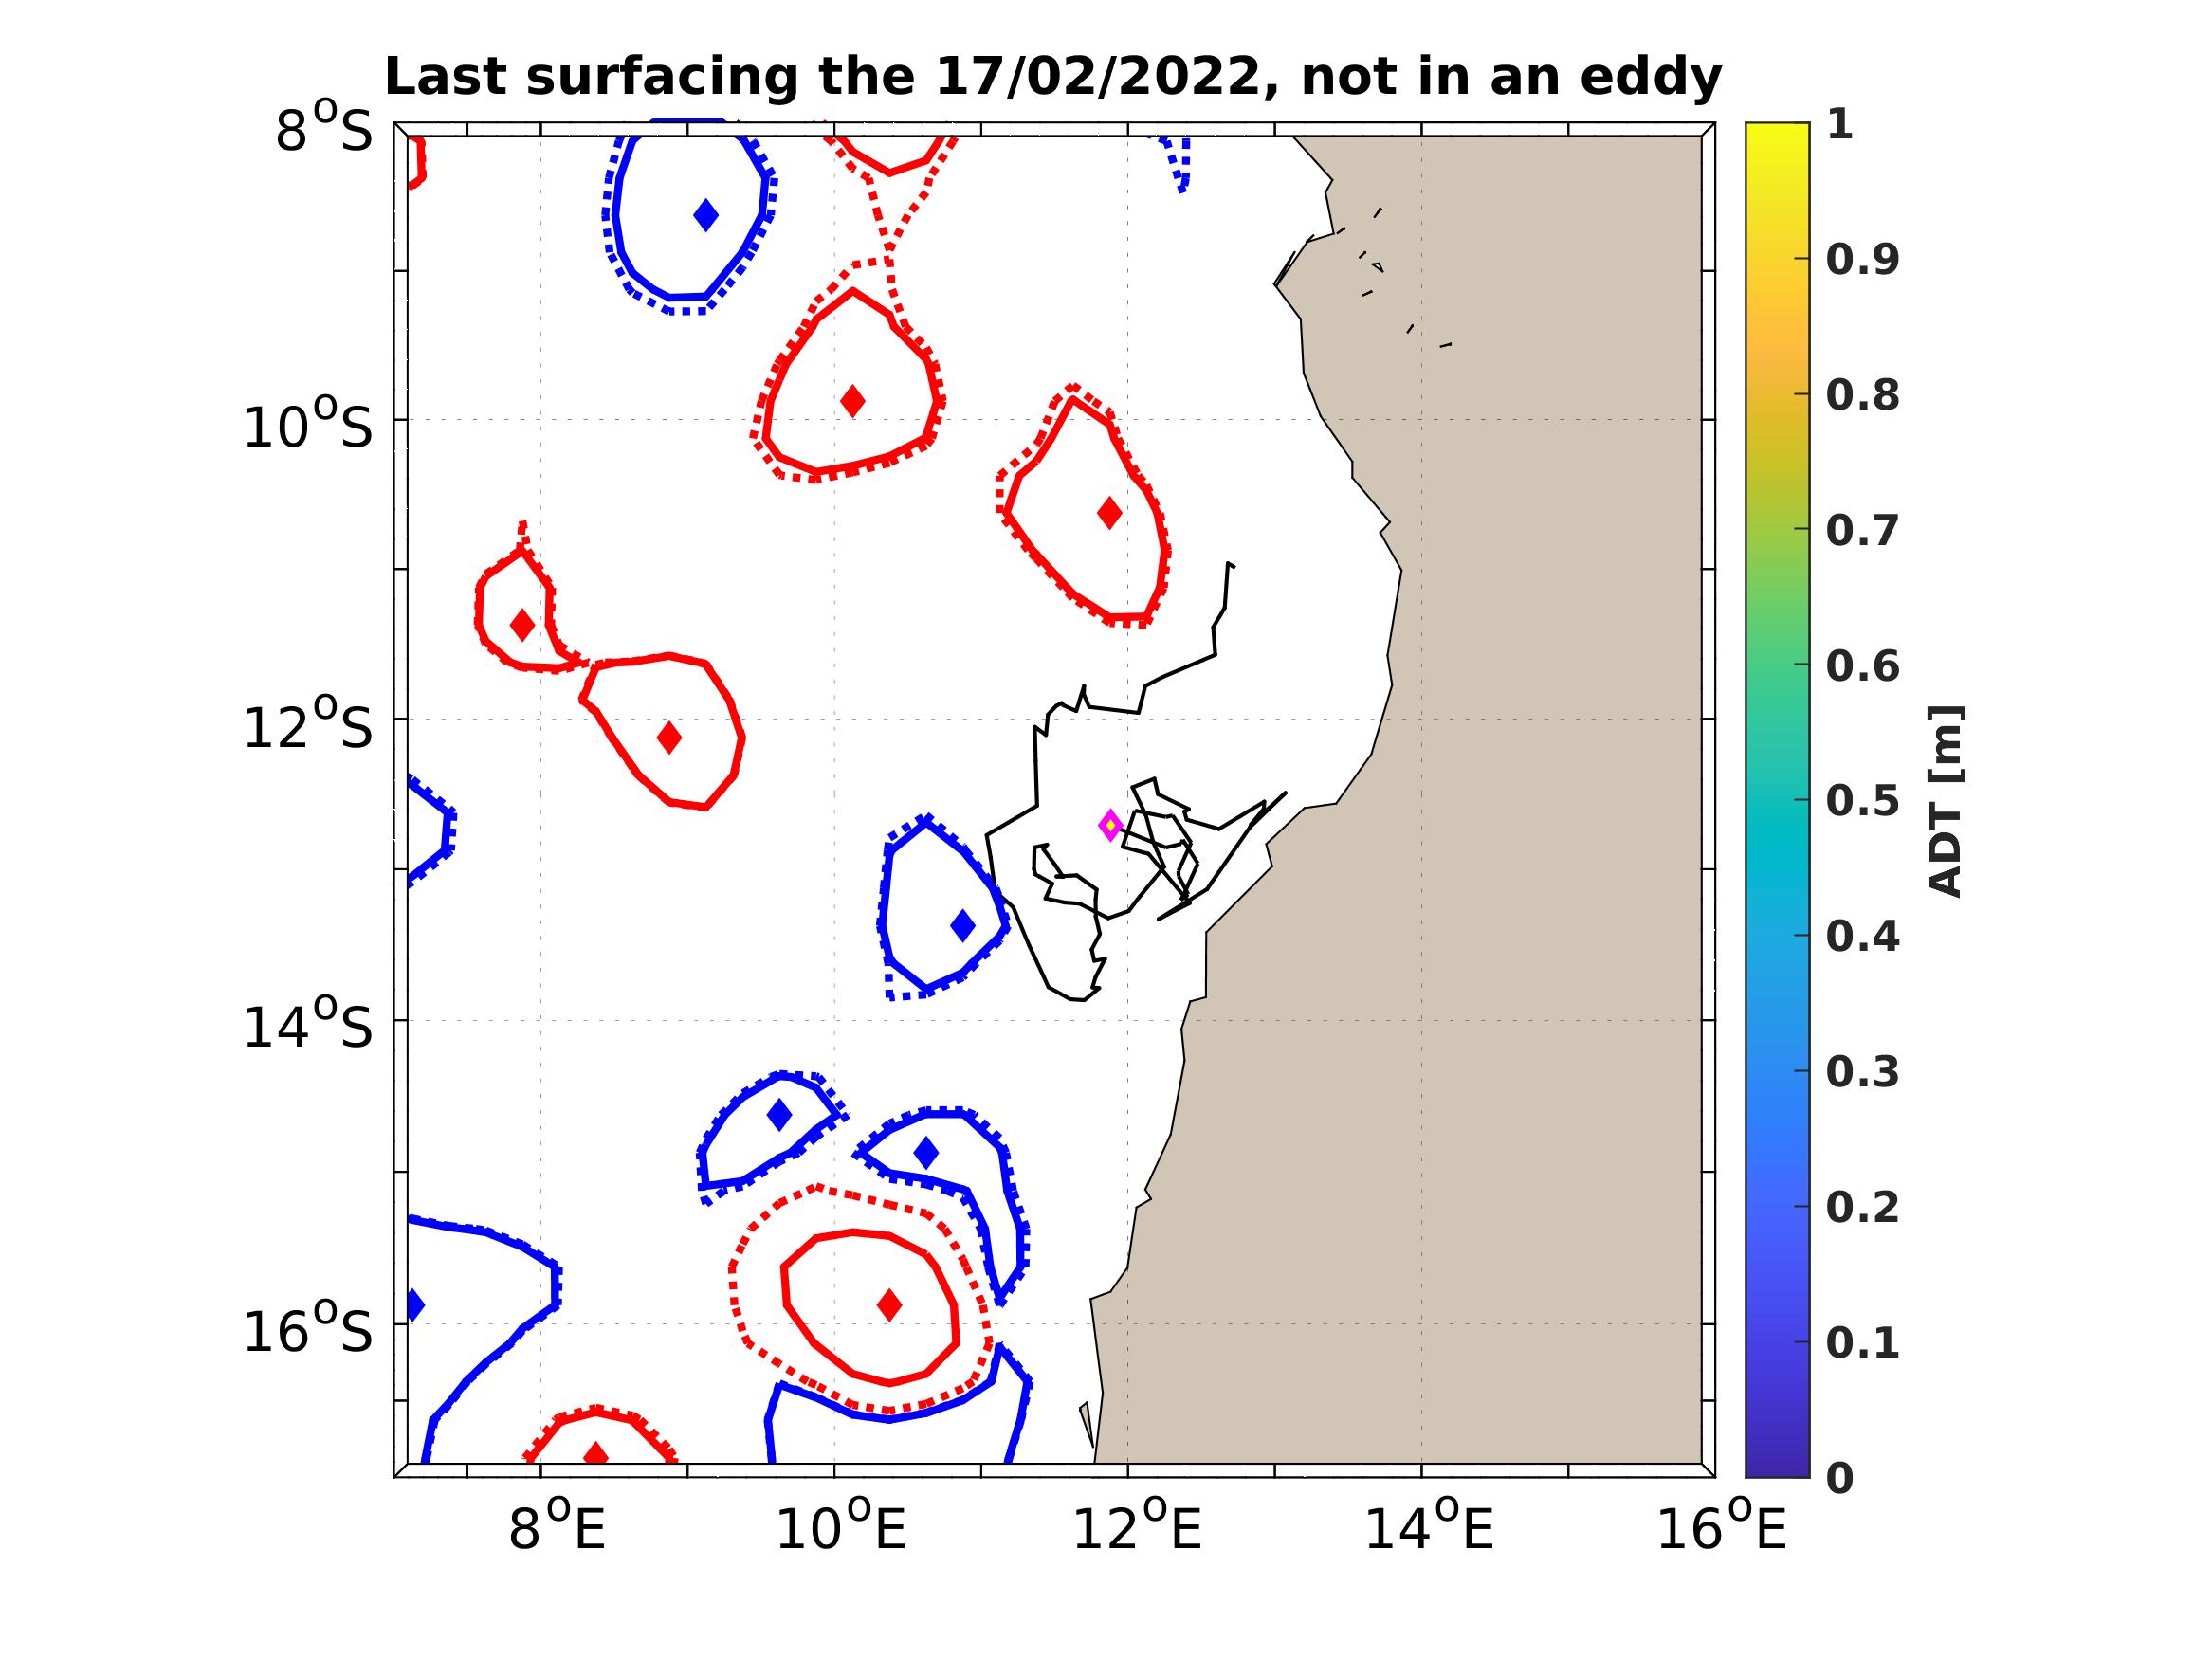 Last surfacing the 17/02/2022, not in an eddy
8°S
10°S
12°S
14°S
16°S
8°E
10°E
12°E
14°E
16°E
1
0.9
0.8
0.7
0.6
0.5
0.4
0.3
0.2
0.1
0
ADT [m]